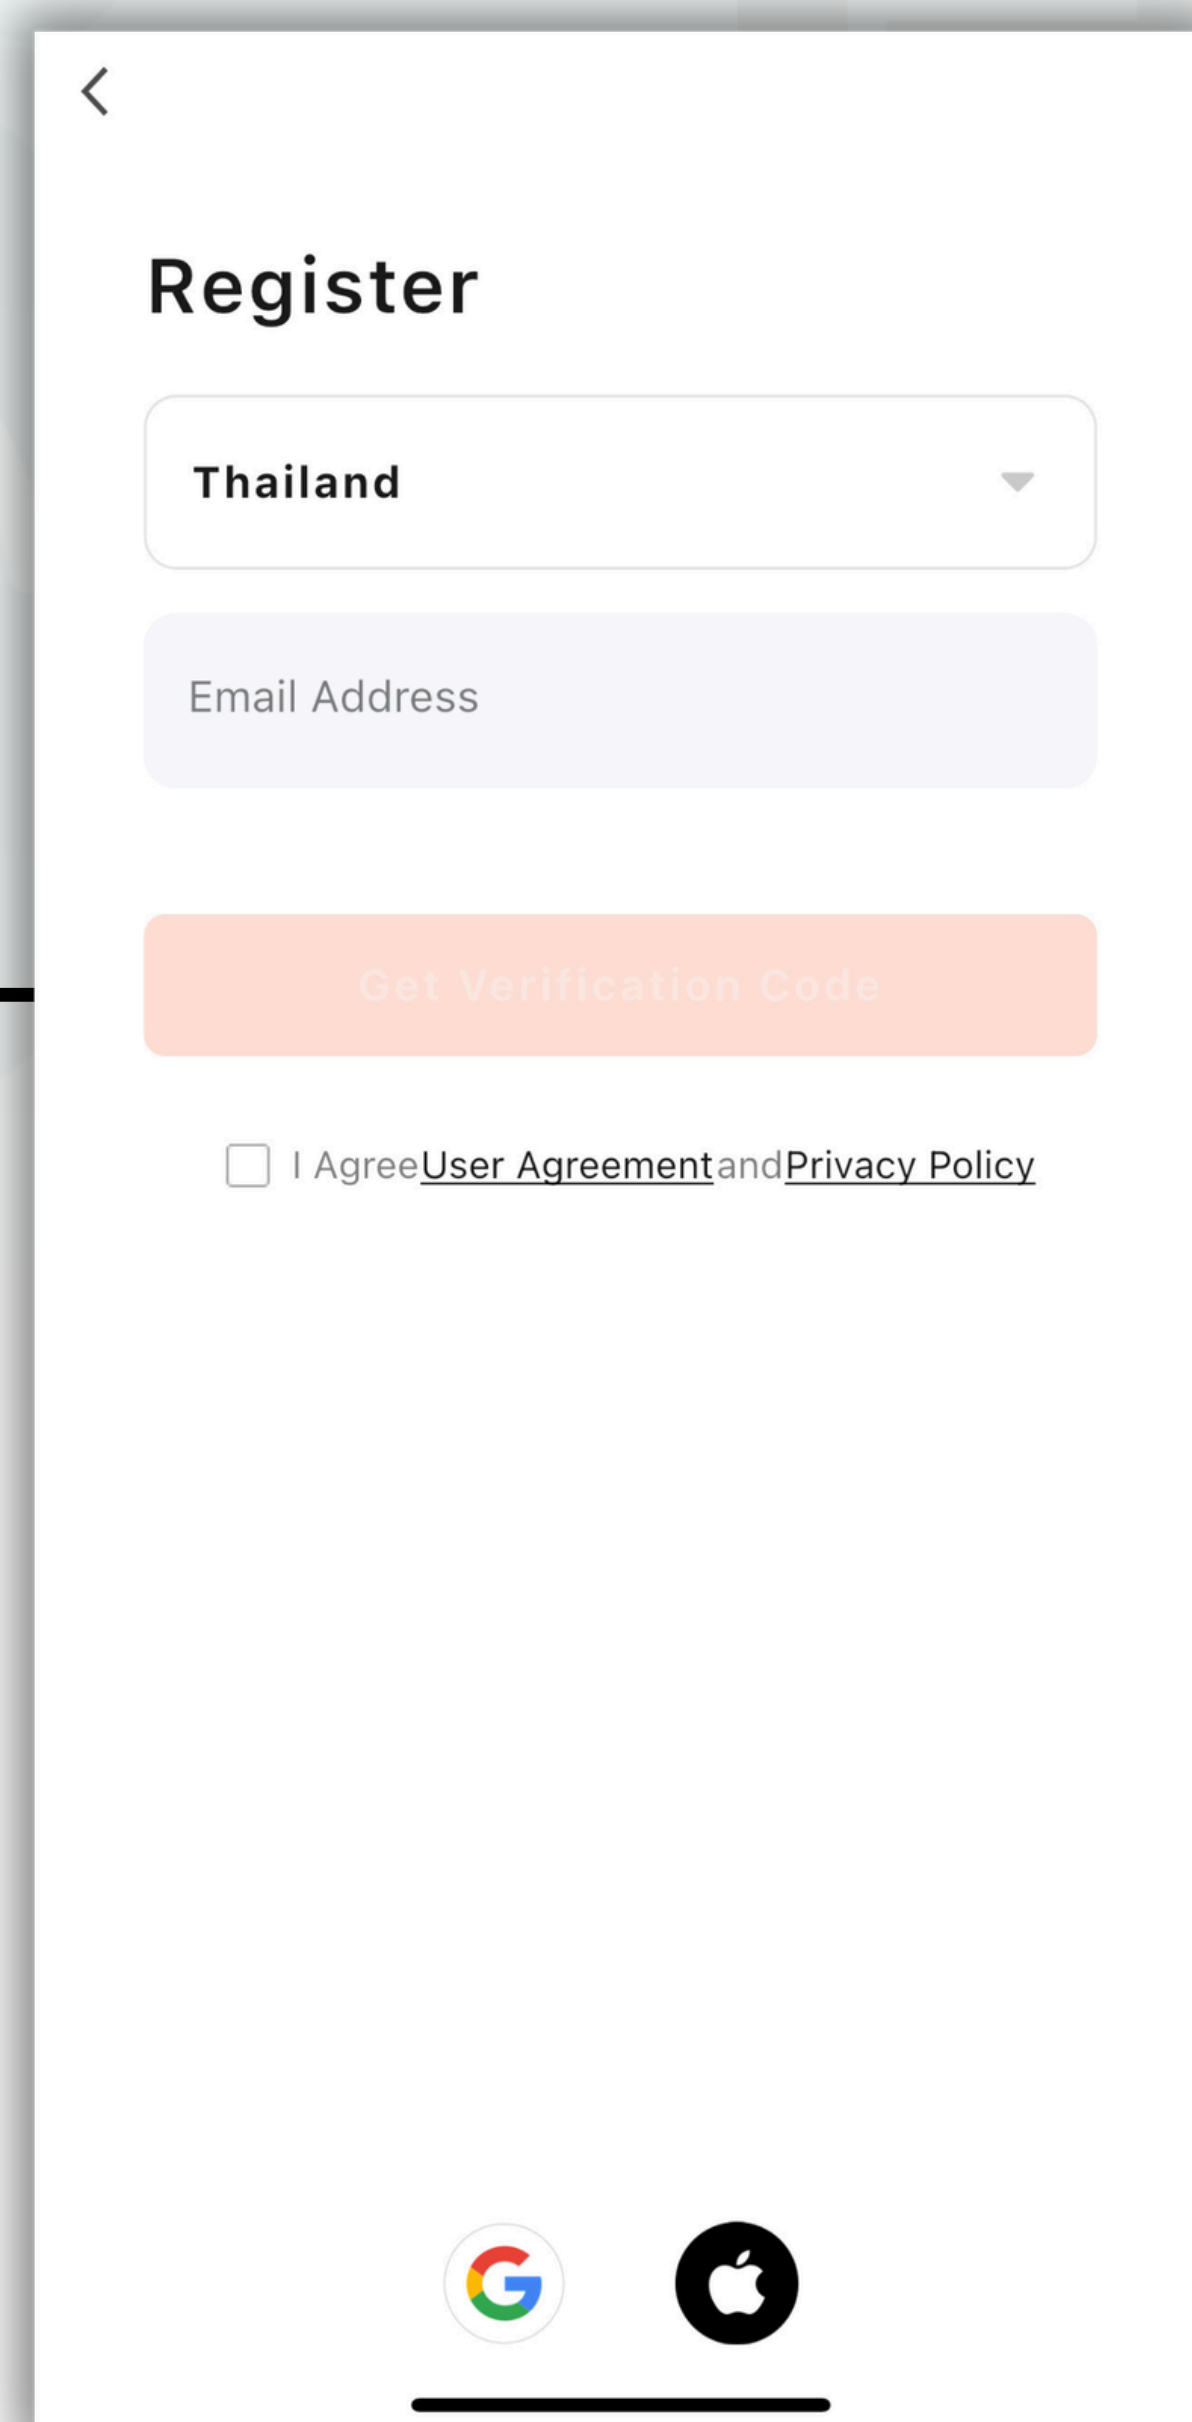 Register
Thailand
Email Address
Get Verification Code
I AgreeUser AgreementandPrivacy Policy